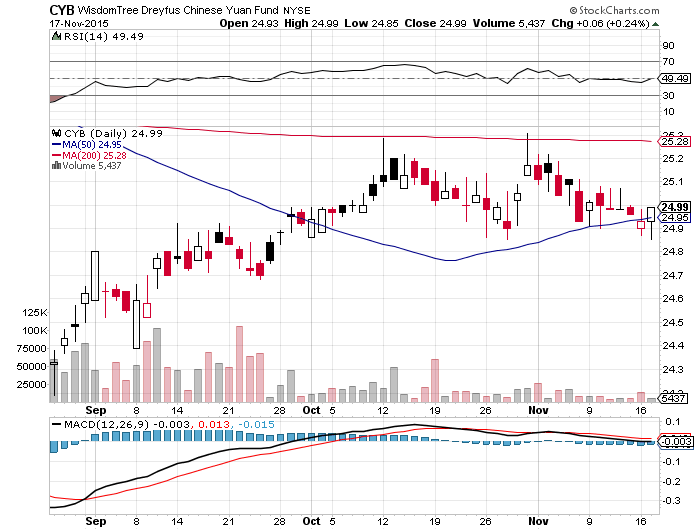 CYB WisdomTree Dreyfus Chinese Yuan Fund NYSE © StockCharts.com
17-Nov-2015 Open 24.93 High 24.99 Low 24.85 Close 24.99 Volume 5,437 Chg +0.06 (+0.24%)
RSI(14) 49.49
90
70
49.49
30
10
CYB (Daily) 24.99
MA(50) 24.95
MA(200) 25.28
Volume 5,437
25.28
25.2
25.1
24.99
24.95
24.9
24.8
24.7
24.6
24.5
24.4
24.3
24.2
5437
125K
100K
75000
50000
25000
Sep 8 14 21 28 Oct 5 12 19 26 Nov 9 16
MACD(12,26,9) -0.003, 0.013, -0.015
0.1
-0.003
-0.1
-0.2
-0.3
Sep 8 14 21 28 Oct 5 12 19 26 Nov 9 16